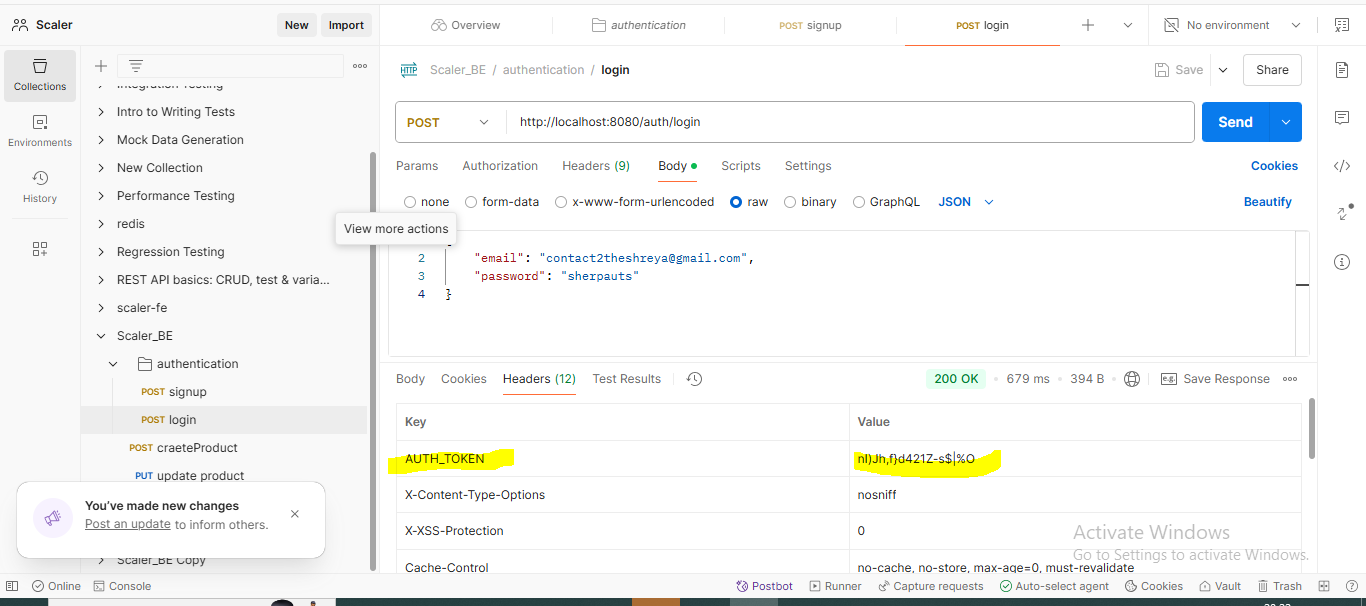 Scaler
New Import
Overview
authentication
POST signup
POST login
No environment
Collections
Environments
History
Integration Testing
Intro to Writing Tests
Mock Data Generation
New Collection
Performance Testing
redis
Regression Testing
REST API basics: CRUD, test & varia...
scaler-fe
Scaler_BE
authentication
POST signup
POST login
POST craeteProduct
PUT update product
Scaler_BE Copy
You've made new changes
Post an update to inform others.
View more actions
HTTP Scaler_BE / authentication / login
Save
Share
POST http://localhost:8080/auth/login
Send
Params Authorization Headers (9) Body Scripts Settings
Cookies
none form-data x-www-form-urlencoded raw binary GraphQL JSON
Beautify
2 "email": "contact2theshreya@gmail.com",
3 "password": "sherpauts"
4 }
Body Cookies Headers (12) Test Results
200 OK • 679 ms • 394 B •
e.g. Save Response
Key Value
AUTH_TOKEN nl)Jh,f}d421Z-s$|%O
X-Content-Type-Options nosniff
X-XSS-Protection 0
Cache-Control no-cache, no-store, max-age=0, must-revalidate
Activate Windows
Go to Settings to activate Windows.
Online Console
Postbot Runner Capture requests Auto-select agent Cookies Vault Trash